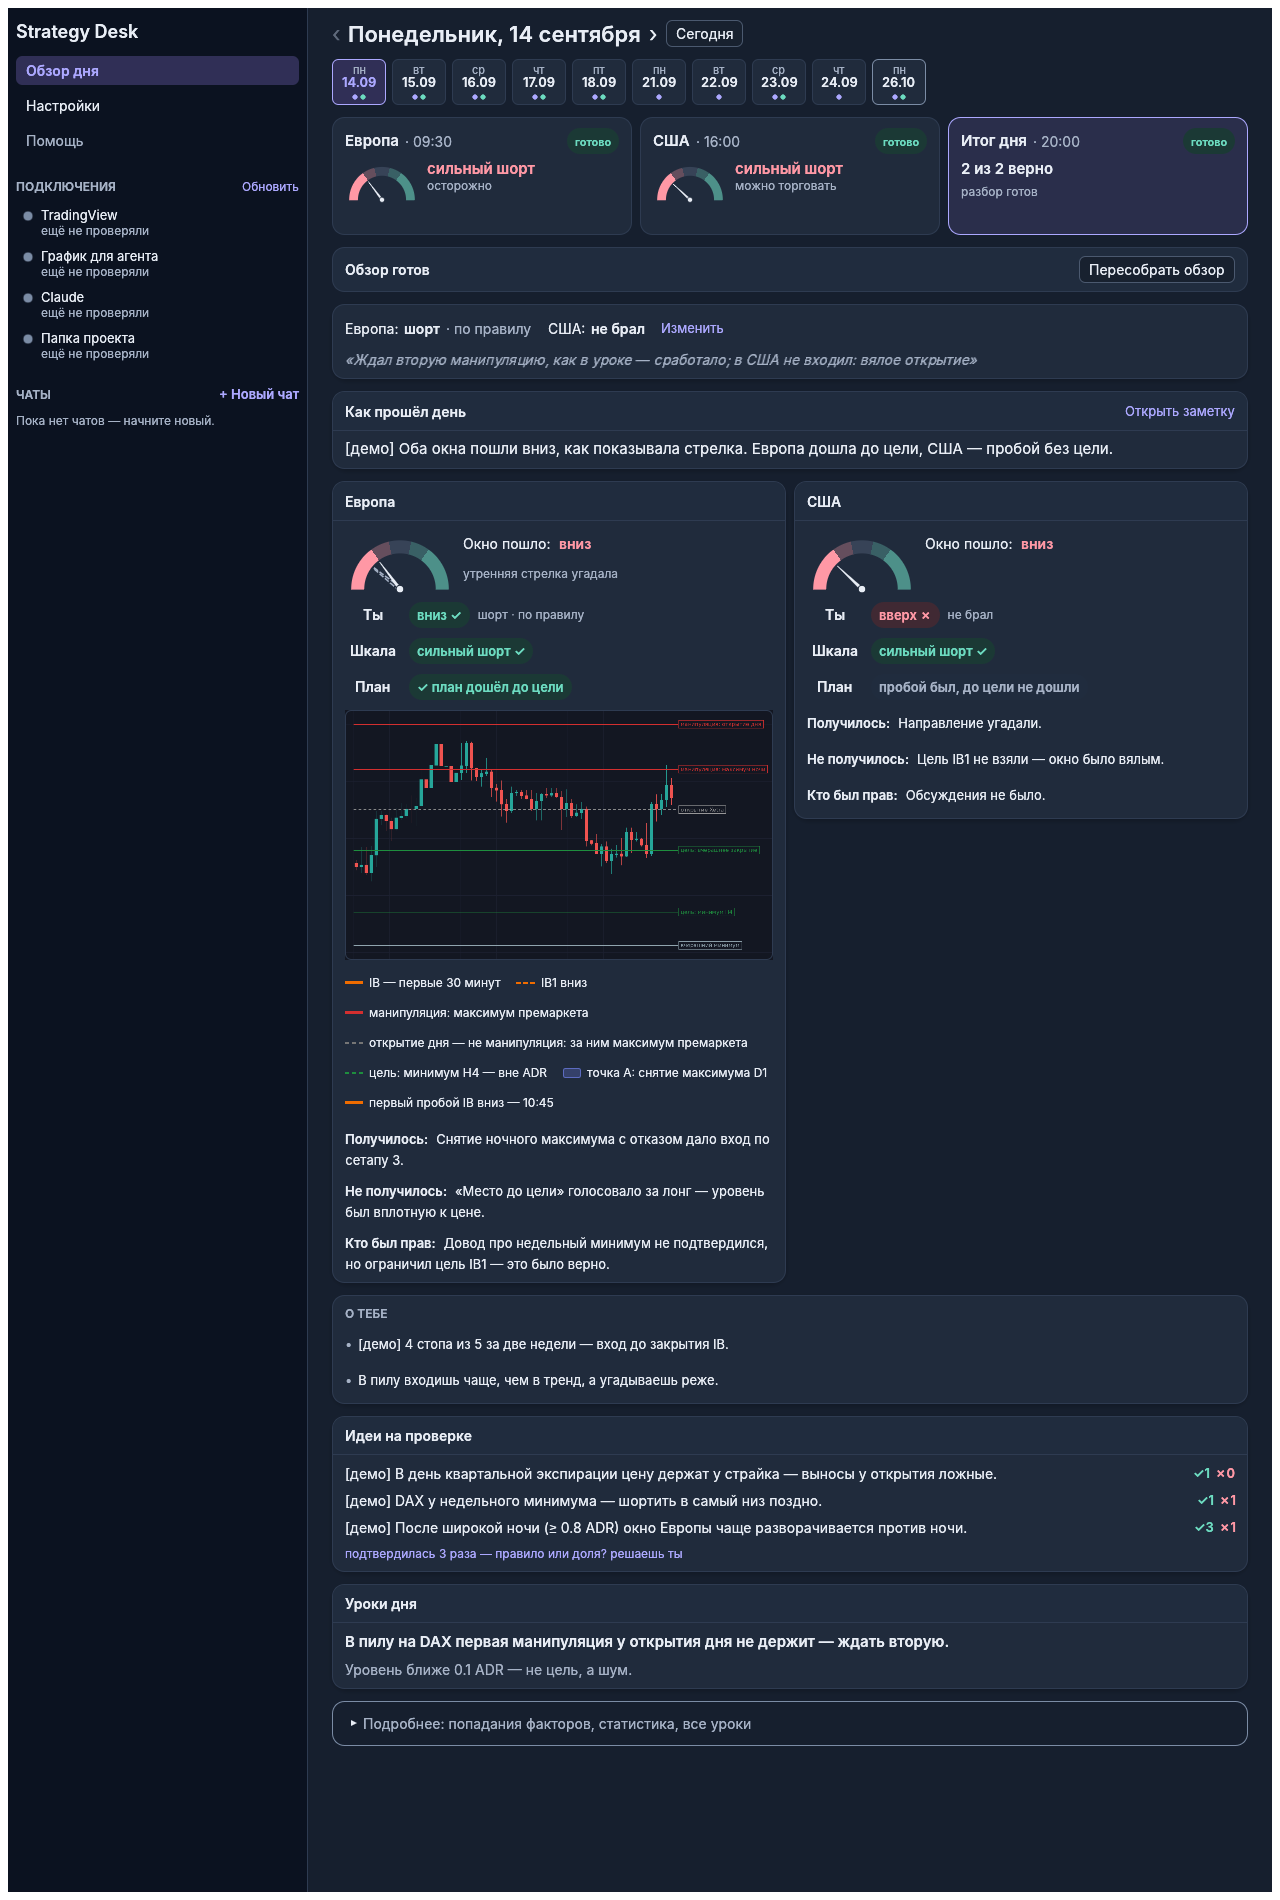 Strategy Desk
Обзор дня
Настройки
Помощь
ПОДКЛЮЧЕНИЯ Обновить
TradingView
ещё не проверяли
График для агента
ещё не проверяли
Claude
ещё не проверяли
Папка проекта
ещё не проверяли
ЧАТЫ + Новый чат
Пока нет чатов — начните новый.
‹ Понедельник, 14 сентября › Сегодня
пн вт ср чт пт пн вт ср чт пн
14.09 15.09 16.09 17.09 18.09 21.09 22.09 23.09 24.09 26.10
Европа · 09:30 готово
сильный шорт
осторожно
США · 16:00 готово
сильный шорт
можно торговать
Итог дня · 20:00 готово
2 из 2 верно
разбор готов
Обзор готов Пересобрать обзор
Европа: шорт · по правилу США: не брал Изменить
«Ждал вторую манипуляцию, как в уроке — сработало; в США не входил: вялое открытие»
Как прошёл день Открыть заметку
[демо] Оба окна пошли вниз, как показывала стрелка. Европа дошла до цели, США — пробой без цели.
Европа
Окно пошло: вниз
утренняя стрелка угадала
Ты вниз ✓ шорт · по правилу
Шкала сильный шорт ✓
План ✓ план дошёл до цели
манипуляция: открытие дня
манипуляция: максимум ночи
цель: вчерашнее закрытие
цель: минимум H4
вчерашний минимум
IB — первые 30 минут IB1 вниз
манипуляция: максимум премаркета
открытие дня — не манипуляция: за ним максимум премаркета
цель: минимум H4 — вне ADR точка А: снятие максимума D1
первый пробой IB вниз — 10:45
Получилось: Снятие ночного максимума с отказом дало вход по
сетапу 3.
Не получилось: «Место до цели» голосовало за лонг — уровень
был вплотную к цене.
Кто был прав: Довод про недельный минимум не подтвердился,
но ограничил цель IB1 — это было верно.
США
Окно пошло: вниз
Ты вверх × не брал
Шкала сильный шорт ✓
План пробой был, до цели не дошли
Получилось: Направление угадали.
Не получилось: Цель IB1 не взяли — окно было вялым.
Кто был прав: Обсуждения не было.
О ТЕБЕ
• [демо] 4 стопа из 5 за две недели — вход до закрытия IB.
• В пилу входишь чаще, чем в тренд, а угадываешь реже.
Идеи на проверке
[демо] В день квартальной экспирации цену держат у страйка — выносы у открытия ложные. ✓1 ×0
[демо] DAX у недельного минимума — шортить в самый низ поздно. ✓1 ×1
[демо] После широкой ночи (≥ 0.8 ADR) окно Европы чаще разворачивается против ночи. ✓3 ×1
подтвердилась 3 раза — правило или доля? решаешь ты
Уроки дня
В пилу на DAX первая манипуляция у открытия дня не держит — ждать вторую.
Уровень ближе 0.1 ADR — не цель, а шум.
▸ Подробнее: попадания факторов, статистика, все уроки